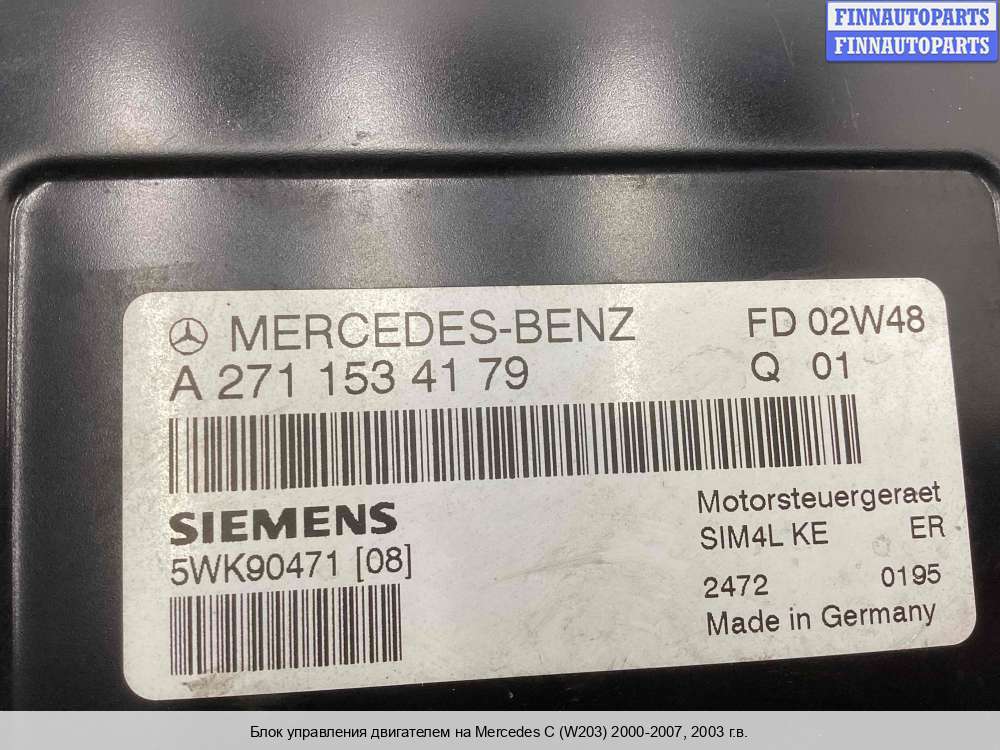 FINNAUTOPARTS
FINNAUTOPARTS
MERCEDES-BENZ FD 02W48
A 271 153 41 79 Q 01
SIEMENS
5WK90471 [08]
Motorsteuergeraet
SIM4L KE ER
2472 0195
Made in Germany
Блок управления двигателем на Mercedes C (W203) 2000-2007, 2003 г.в.